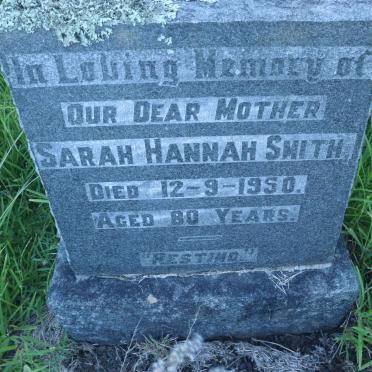 In Loving Memory of
OUR DEAR MOTHER
SARAH HANNAH SMITH,
DIED 12-9-1950.
AGED 80 YEARS.
"RESTING."